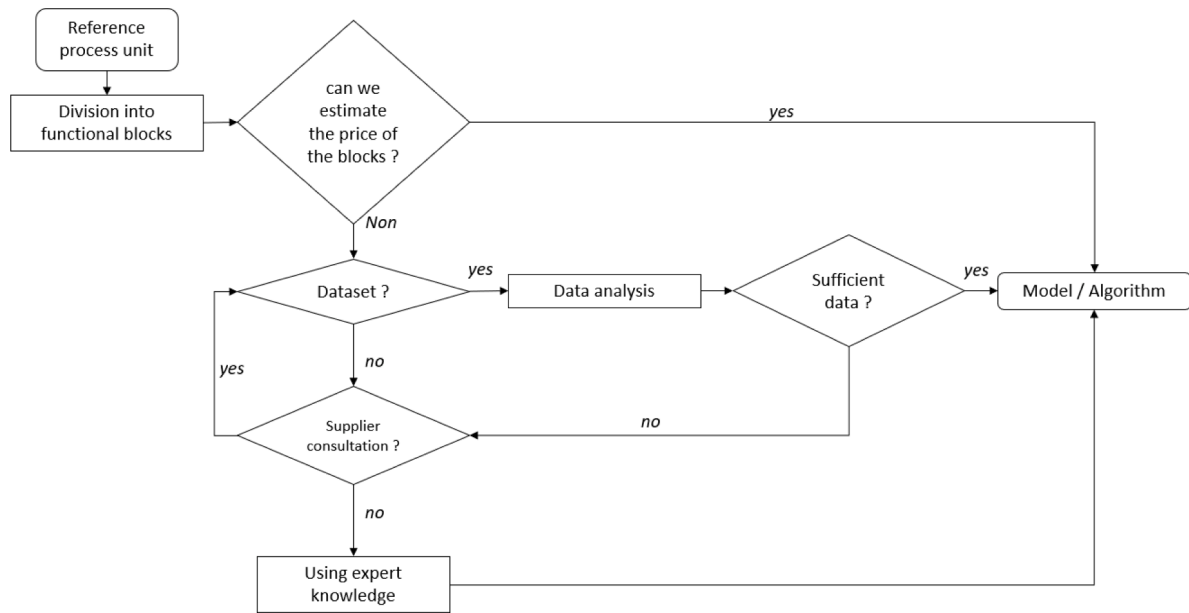 Reference
process unit
Division into
functional blocks
can we
estimate
the price of
the blocks ?
yes
Non
Dataset ?
yes
Data analysis
Sufficient
data ?
yes
Model / Algorithm
no
yes
Supplier
consultation ?
no
no
Using expert
knowledge